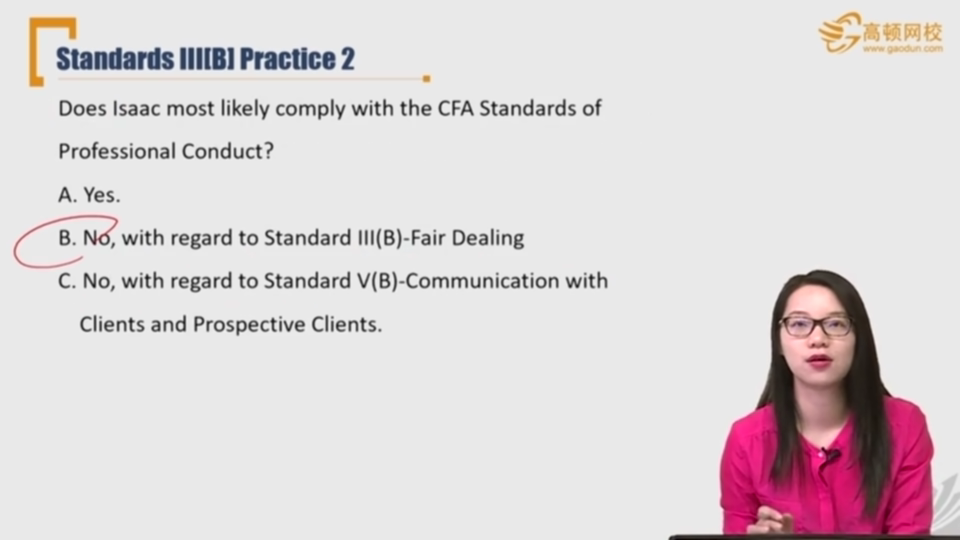 高顿网校
www.gaodun.com
Standards III[B] Practice 2
Does Isaac most likely comply with the CFA Standards of
Professional Conduct?
A. Yes.
B. No, with regard to Standard III(B)-Fair Dealing
C. No, with regard to Standard V(B)-Communication with
Clients and Prospective Clients.